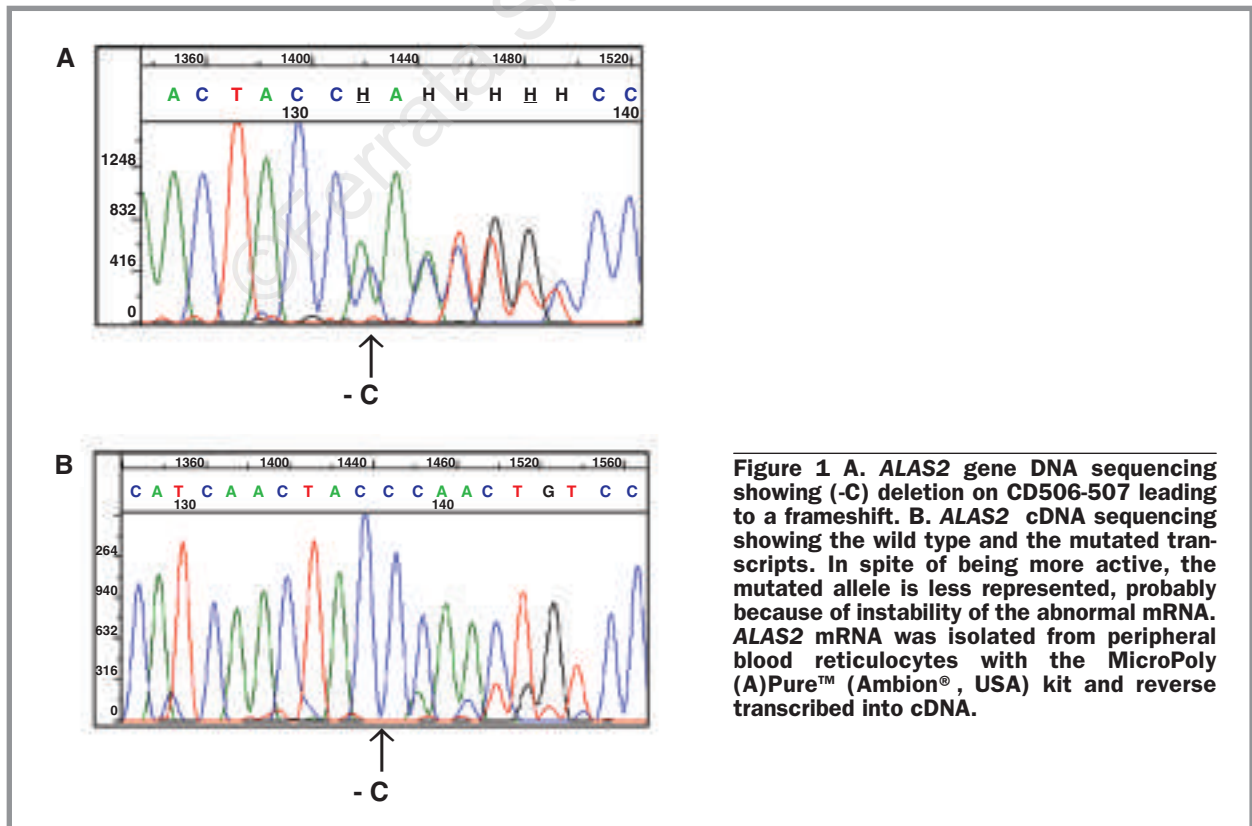 ©Ferrata S
A
1360 1400 1440 1480 1520
A C T A C C H A H H H H H C C
130 140
1248
832
416
0
- C
B
1360 1400 1440 1460 1520 1560
C A T C A A C T A C C C A A C T G T C C
130 140
264
940
632
316
0
- C
Figure 1 A. ALAS2 gene DNA sequencing
showing (-C) deletion on CD506-507 leading
to a frameshift. B. ALAS2 cDNA sequencing
showing the wild type and the mutated tran-
scripts. In spite of being more active, the
mutated allele is less represented, probably
because of instability of the abnormal mRNA.
ALAS2 mRNA was isolated from peripheral
blood reticulocytes with the MicroPoly
(A)Pure™ (Ambion®, USA) kit and reverse
transcribed into cDNA.